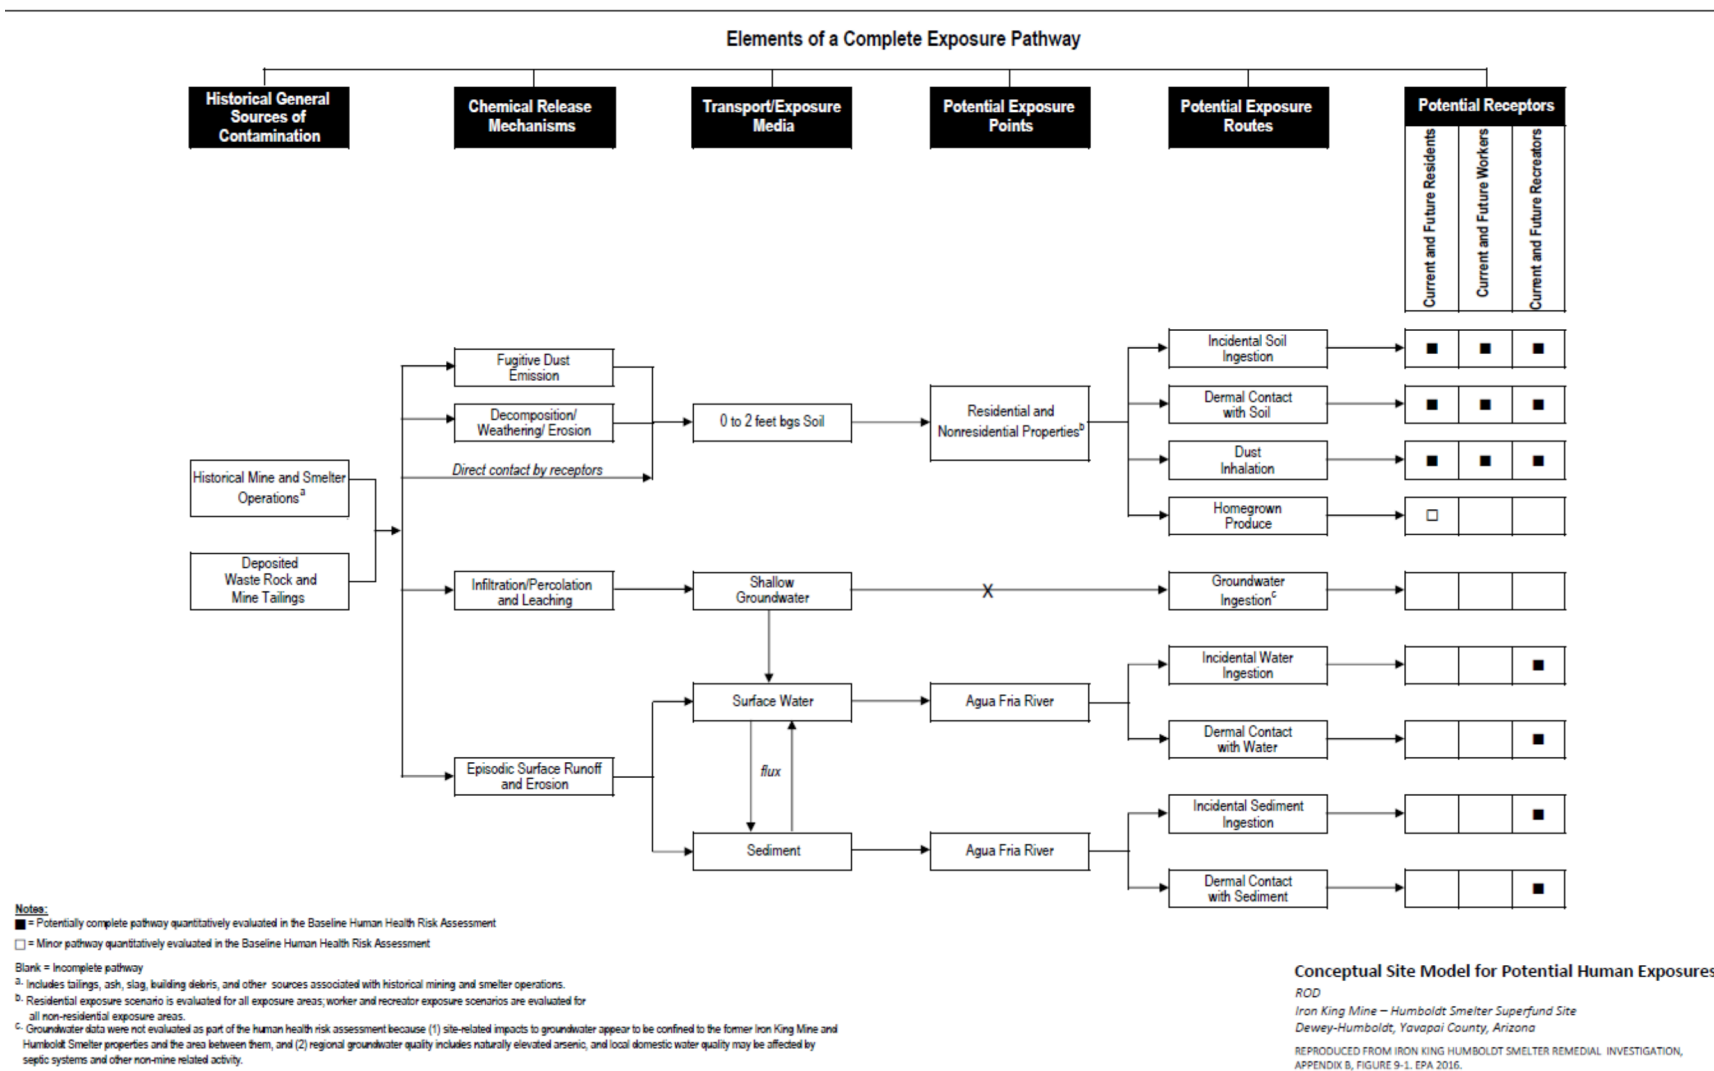 Elements of a Complete Exposure Pathway
Historical General
Sources of
Contamination
Chemical Release
Mechanisms
Transport/Exposure
Media
Potential Exposure
Points
Potential Exposure
Routes
Potential Receptors
Current and Future Residents
Current and Future Workers
Current and Future Recreators
Historical Mine and Smelter
Operations a
Deposited
Waste Rock and
Mine Tailings
Fugitive Dust
Emission
Decomposition/
Weathering/ Erosion
Direct contact by receptors
Infiltration/Percolation
and Leaching
Episodic Surface Runoff
and Erosion
0 to 2 feet bgs Soil
Shallow
Groundwater
Surface Water
flux
Sediment
Residential and
Nonresidential Properties b
X
Agua Fria River
Agua Fria River
Incidental Soil
Ingestion
Dermal Contact
with Soil
Dust
Inhalation
Homegrown
Produce
Groundwater
Ingestion c
Incidental Water
Ingestion
Dermal Contact
with Water
Incidental Sediment
Ingestion
Dermal Contact
with Sediment
Notes:
■ = Potentially complete pathway quantitatively evaluated in the Baseline Human Health Risk Assessment
□ = Minor pathway quantitatively evaluated in the Baseline Human Health Risk Assessment
Blank = Incomplete pathway
a. Includes tailings, ash, slag, building debris, and other sources associated with historical mining and smelter operations.
b. Residential exposure scenario is evaluated for all exposure areas; worker and recreator exposure scenarios are evaluated for
all non-residential exposure areas.
c. Groundwater data were not evaluated as part of the human health risk assessment because (1) site-related impacts to groundwater appear to be confined to the former Iron King Mine and
Humboldt Smelter properties and the area between them, and (2) regional groundwater quality includes naturally elevated arsenic, and local domestic water quality may be affected by
septic systems and other non-mine related activity.
Conceptual Site Model for Potential Human Exposures
ROD
Iron King Mine – Humboldt Smelter Superfund Site
Dewey-Humboldt, Yavapai County, Arizona
REPRODUCED FROM IRON KING HUMBOLDT SMELTER REMEDIAL INVESTIGATION,
APPENDIX B, FIGURE 9-1. EPA 2016.